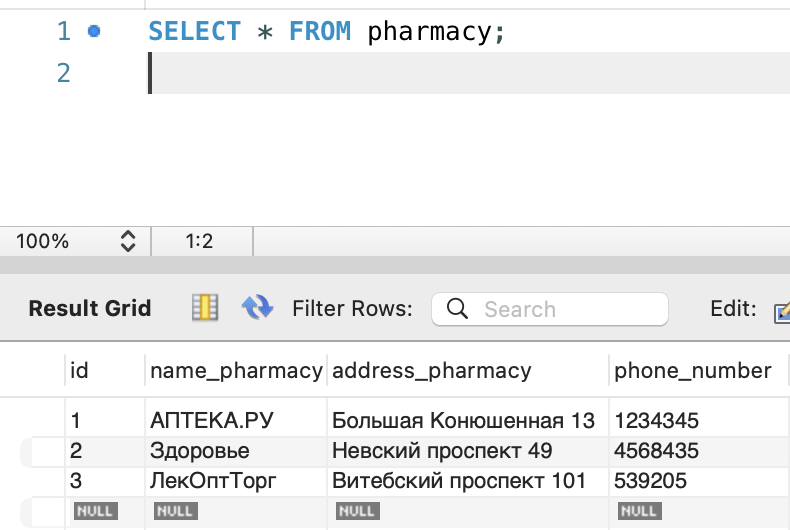 1 SELECT * FROM pharmacy;
2
100% 1:2
Result Grid Filter Rows: Search Edit:
id name_pharmacy address_pharmacy phone_number
1 АПТЕКА.РУ Большая Конюшенная 13 1234345
2 Здоровье Невский проспект 49 4568435
3 ЛекОптТорг Витебский проспект 101 539205
NULL NULL NULL NULL